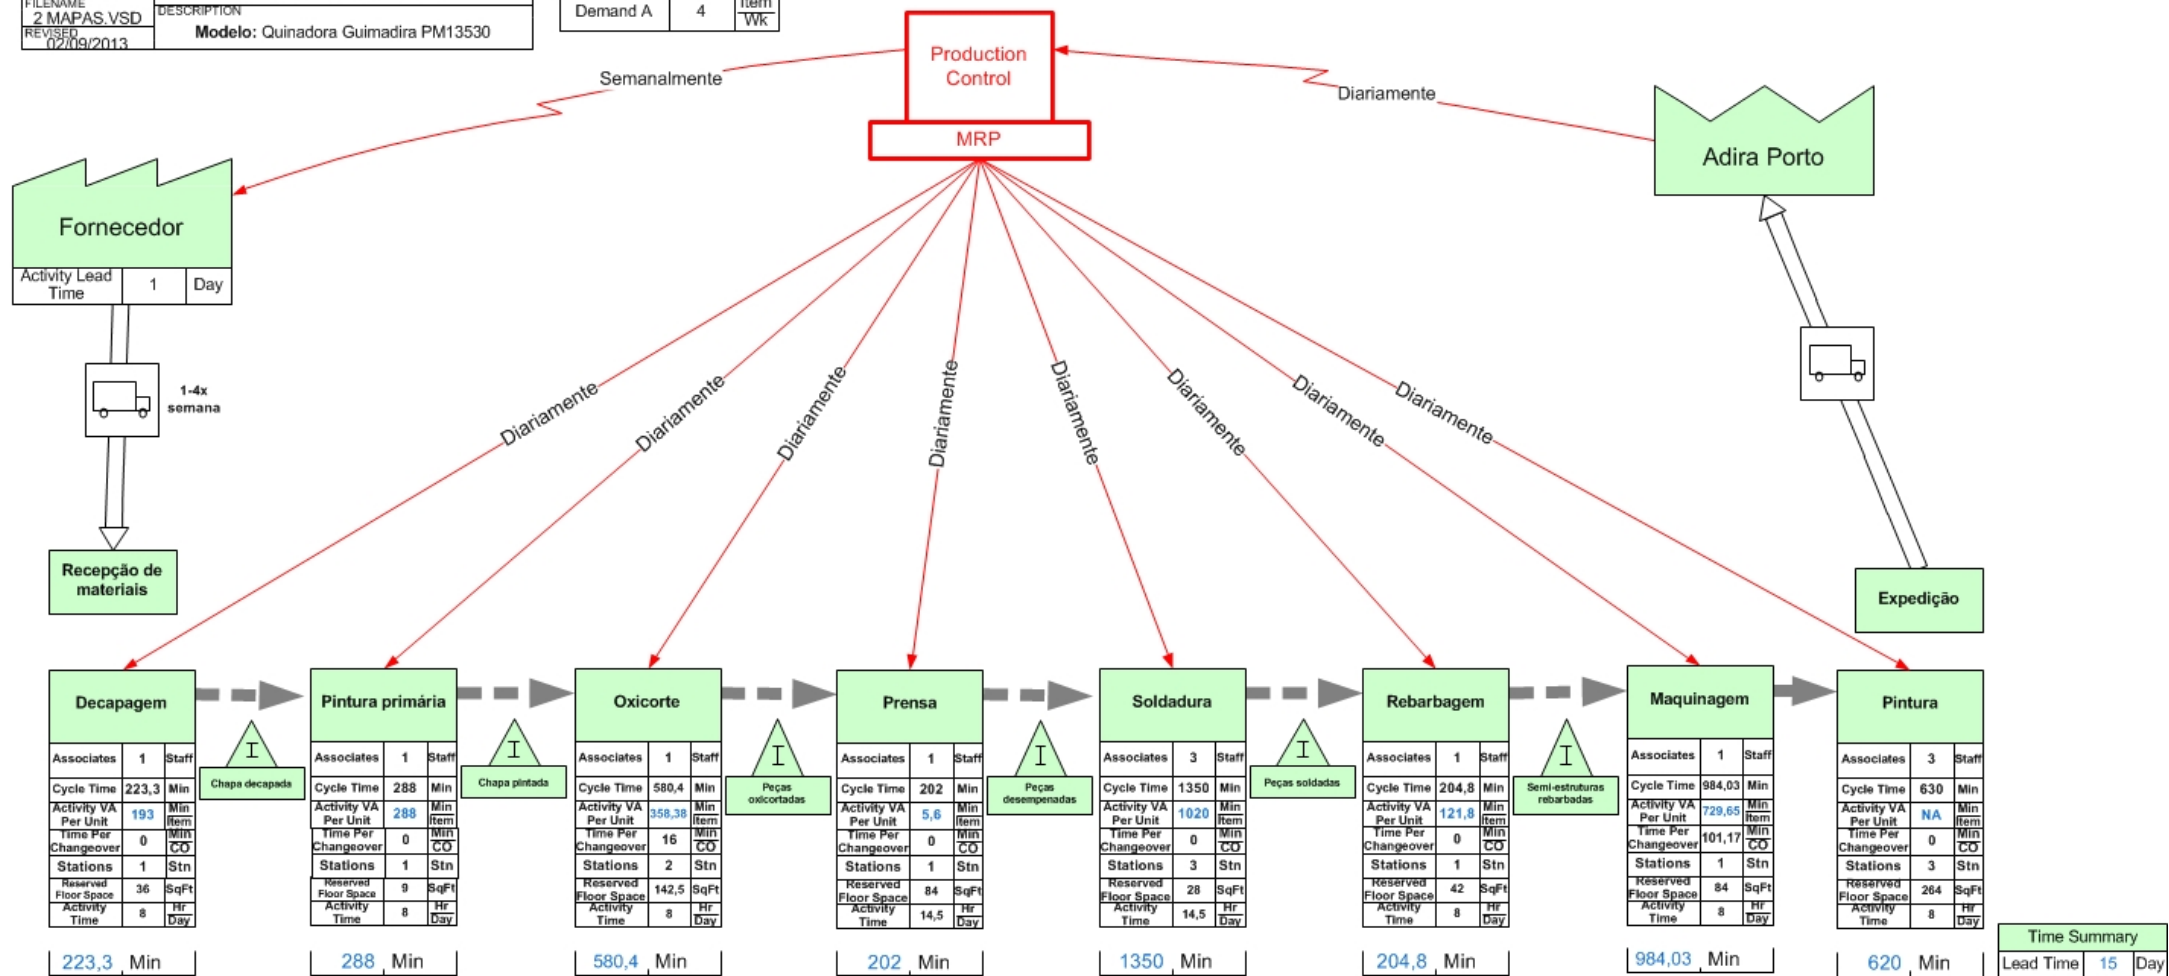 FILENAME
2 MAPAS.VSD
REVISED
02/09/2013
DESCRIPTION
Modelo: Quinadora Guimadira PM13530
Demand A 4 Item
Wk
Production
Control
MRP
Semanalmente
Diariamente
Adira Porto
Fornecedor
Activity Lead
Time 1 Day
1-4x
semana
Diariamente
Diariamente
Diariamente
Diariamente
Diariamente
Diariamente
Diariamente
Diariamente
Recepção de
materiais
Expedição
Decapagem
Associates 1 Staff
Cycle Time 223,3 Min
Activity VA
Per Unit 193 Min
Item
Time Per
Changeover 0 Min
CO
Stations 1 Stn
Reserved
Floor Space 36 SqFt
Activity
Time 8 Hr
Day
I
Chapa decapada
Pintura primária
Associates 1 Staff
Cycle Time 288 Min
Activity VA
Per Unit 288 Min
Item
Time Per
Changeover 0 Min
CO
Stations 1 Stn
Reserved
Floor Space 9 SqFt
Activity
Time 8 Hr
Day
I
Chapa pintada
Oxicorte
Associates 1 Staff
Cycle Time 580,4 Min
Activity VA
Per Unit 358,38 Min
Item
Time Per
Changeover 16 Min
CO
Stations 2 Stn
Reserved
Floor Space 142,5 SqFt
Activity
Time 8 Hr
Day
I
Peças
oxicortadas
Prensa
Associates 1 Staff
Cycle Time 202 Min
Activity VA
Per Unit 5,6 Min
Item
Time Per
Changeover 0 Min
CO
Stations 1 Stn
Reserved
Floor Space 84 SqFt
Activity
Time 14,5 Hr
Day
I
Peças
desempenadas
Soldadura
Associates 3 Staff
Cycle Time 1350 Min
Activity VA
Per Unit 1020 Min
Item
Time Per
Changeover 0 Min
CO
Stations 3 Stn
Reserved
Floor Space 28 SqFt
Activity
Time 14,5 Hr
Day
I
Peças soldadas
Rebarbagem
Associates 1 Staff
Cycle Time 204,8 Min
Activity VA
Per Unit 121,8 Min
Item
Time Per
Changeover 0 Min
CO
Stations 1 Stn
Reserved
Floor Space 42 SqFt
Activity
Time 8 Hr
Day
I
Semi-estruturas
rebarbadas
Maquinagem
Associates 1 Staff
Cycle Time 984,03 Min
Activity VA
Per Unit 729,65 Min
Item
Time Per
Changeover 101,17 Min
CO
Stations 1 Stn
Reserved
Floor Space 84 SqFt
Activity
Time 8 Hr
Day
Pintura
Associates 3 Staff
Cycle Time 630 Min
Activity VA
Per Unit NA Min
Item
Time Per
Changeover 0 Min
CO
Stations 3 Stn
Reserved
Floor Space 264 SqFt
Activity
Time 8 Hr
Day
223,3 Min
288 Min
580,4 Min
202 Min
1350 Min
204,8 Min
984,03 Min
620 Min
Time Summary
Lead Time 15 Day